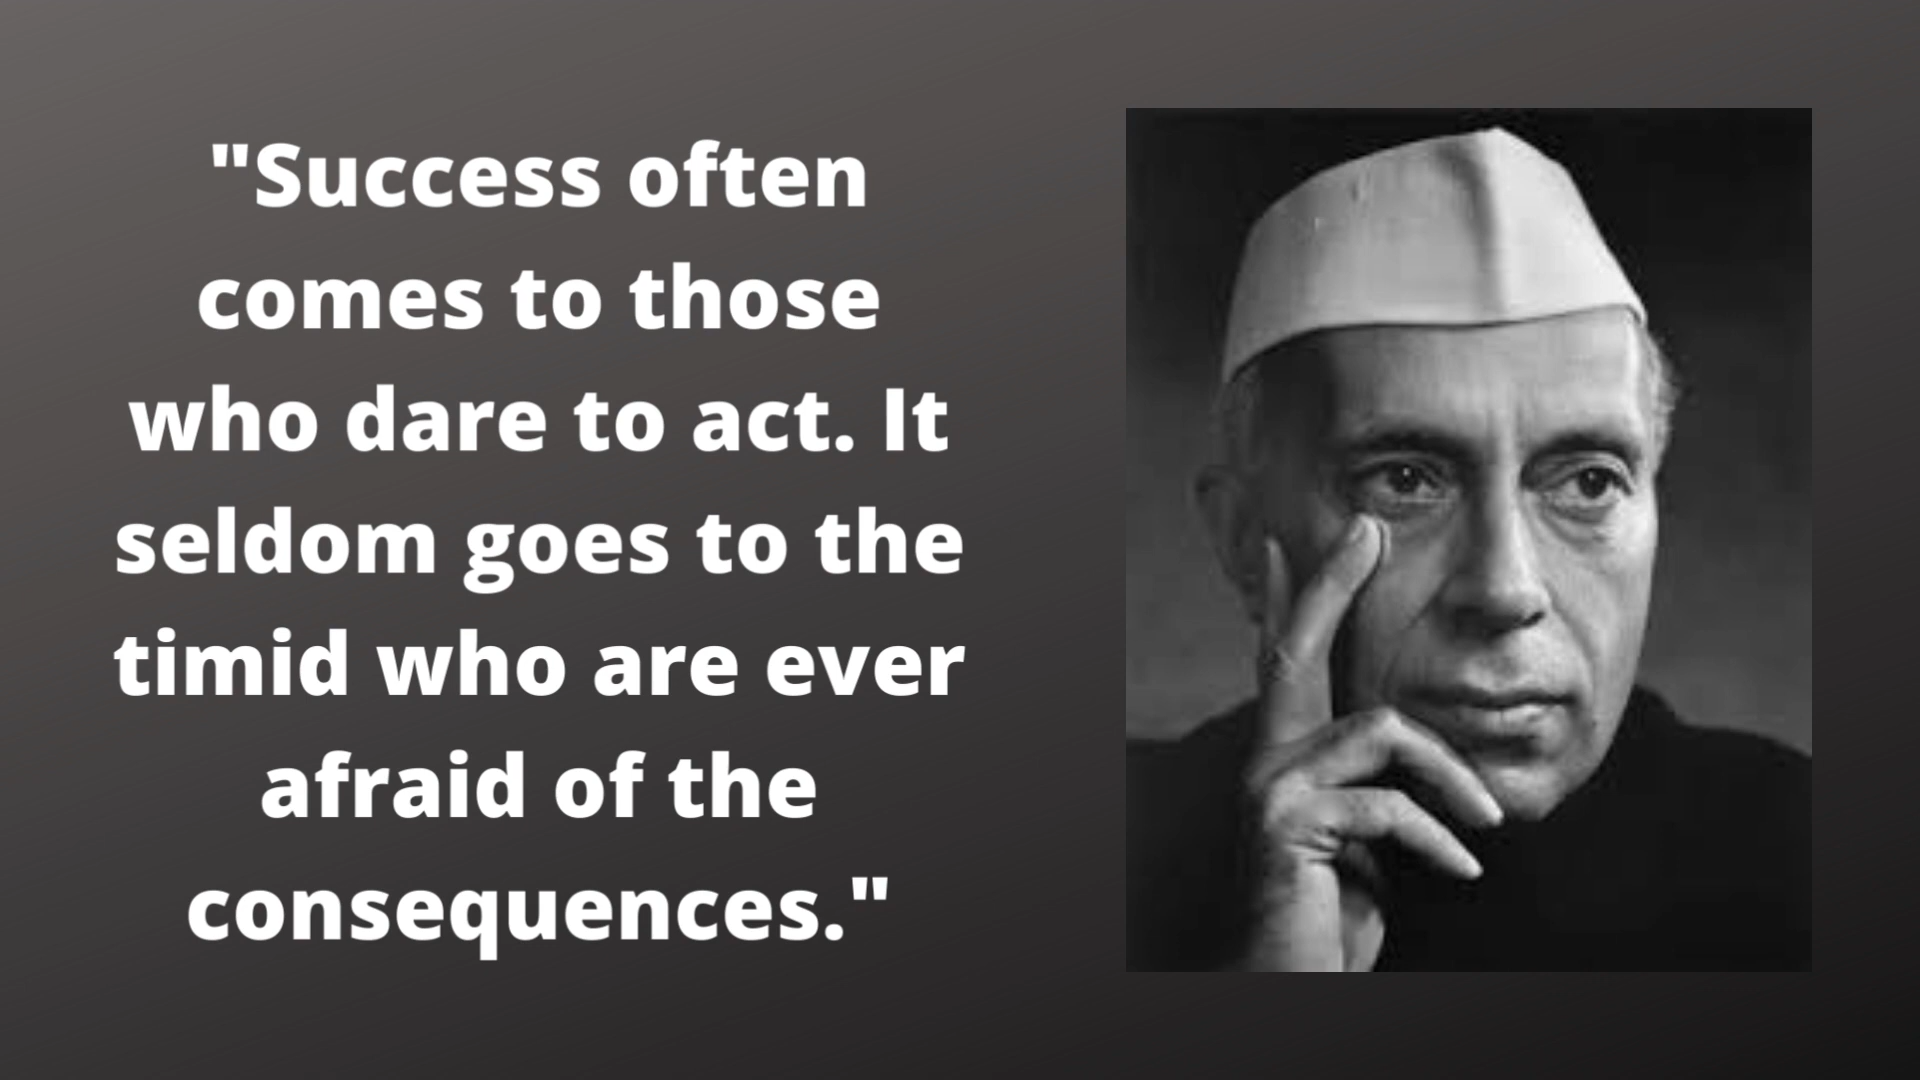 "Success often
comes to those
who dare to act. It
seldom goes to the
timid who are ever
afraid of the
consequences."